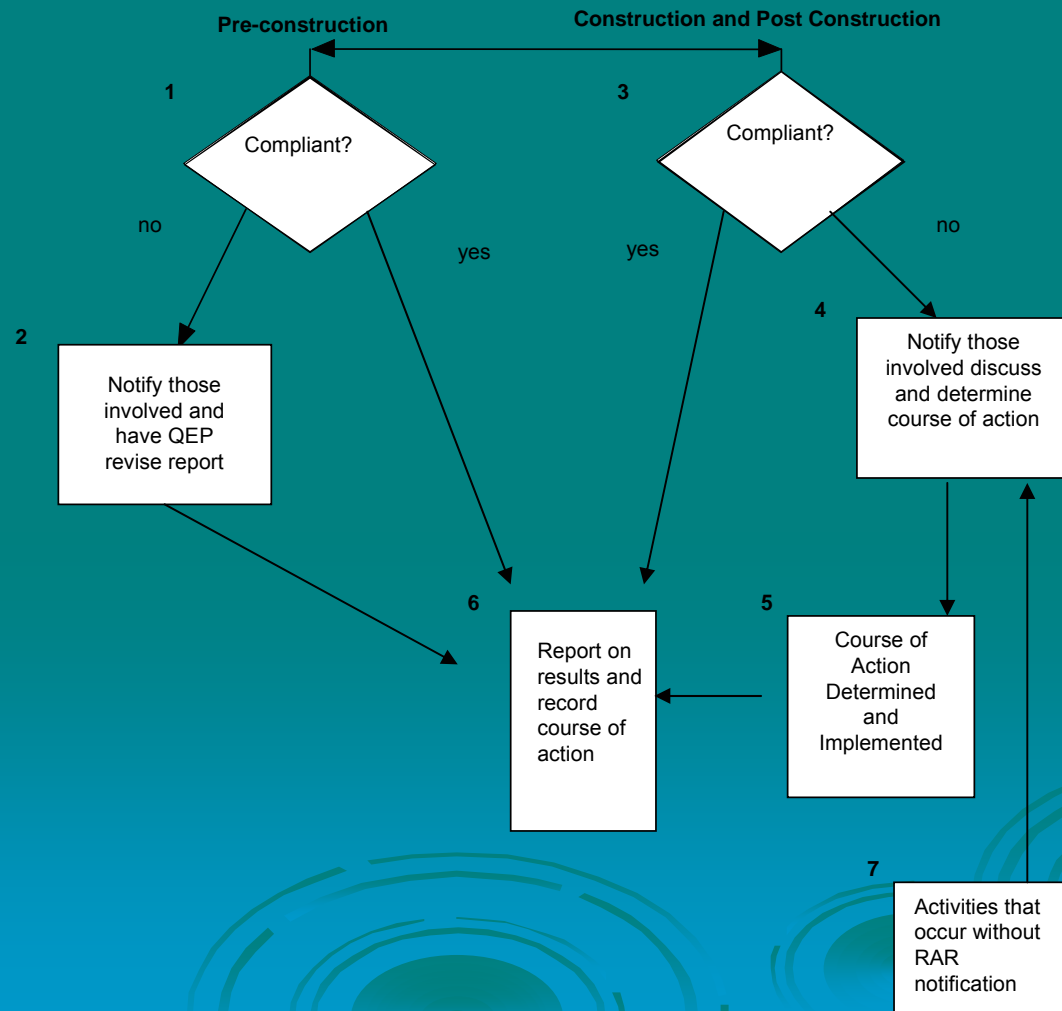 Pre-construction
Construction and Post Construction
1
Compliant?
3
Compliant?
no
yes
yes
no
2
Notify those
involved and
have QEP
revise report
4
Notify those
involved discuss
and determine
course of action
6
Report on
results and
record
course of
action
5
Course of
Action
Determined
and
Implemented
7
Activities that
occur without
RAR
notification